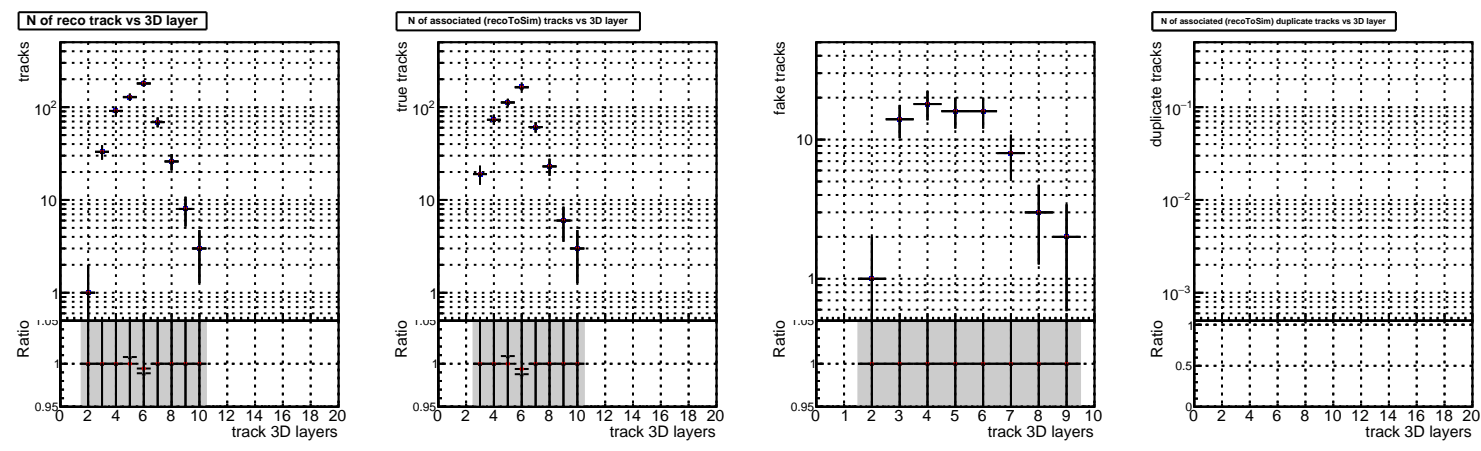 N of reco track vs 3D layer
tracks
10²
10
1
1.05
Ratio
1
0.95
0 2 4 6 8 10 12 14 16 18 20
track 3D layers
N of associated (recoToSim) tracks vs 3D layer
true tracks
10²
10
1
1.05
Ratio
1
0.95
0 2 4 6 8 10 12 14 16 18 20
track 3D layers
fake tracks
10
1
1.05
Ratio
1
0.95
0 1 2 3 4 5 6 7 8 9 10
track 3D layers
N of associated (recoToSim) duplicate tracks vs 3D layer
duplicate tracks
10⁻¹
10⁻²
10⁻³
Ratio
1
0.5
0
0 2 4 6 8 10 12 14 16 18 20
track 3D layers